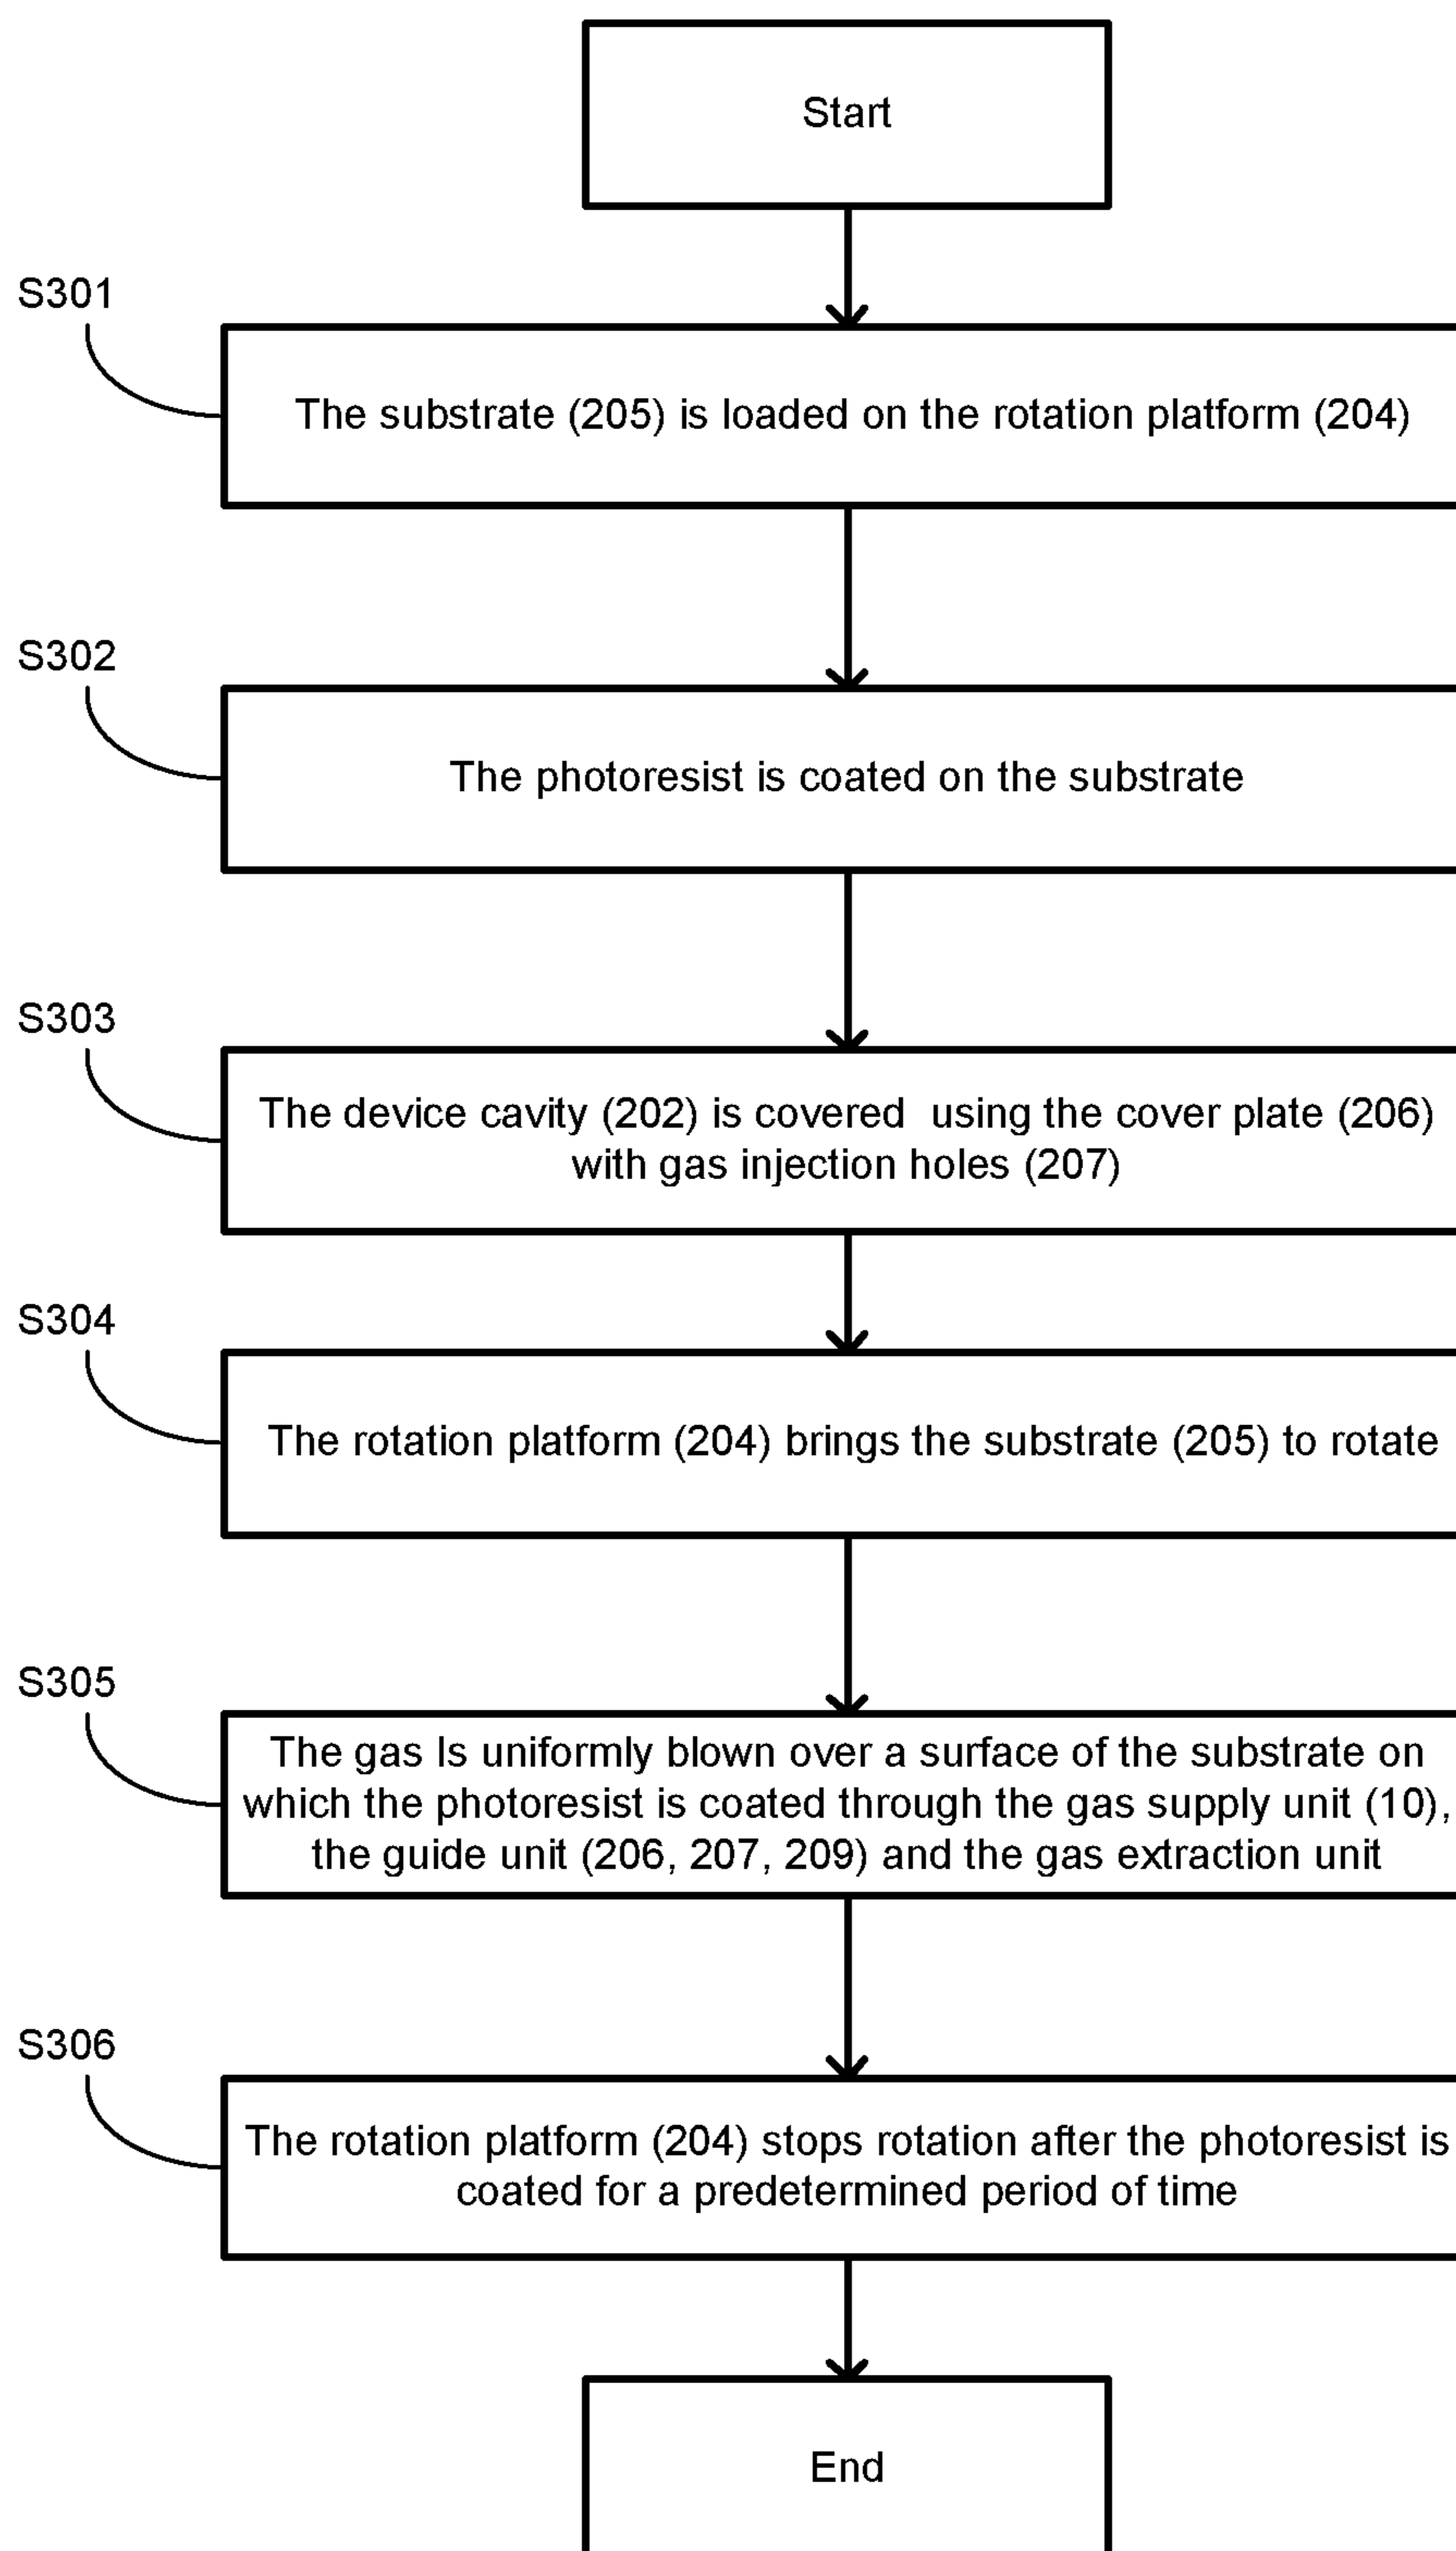 Start
S301
The substrate (205) is loaded on the rotation platform (204)
S302
The photoresist is coated on the substrate
S303
The device cavity (202) is covered  using the cover plate (206)
with gas injection holes (207)
S304
The rotation platform (204) brings the substrate (205) to rotate
S305
The gas Is uniformly blown over a surface of the substrate on
which the photoresist is coated through the gas supply unit (10),
the guide unit (206, 207, 209) and the gas extraction unit
S306
The rotation platform (204) stops rotation after the photoresist is
coated for a predetermined period of time
End